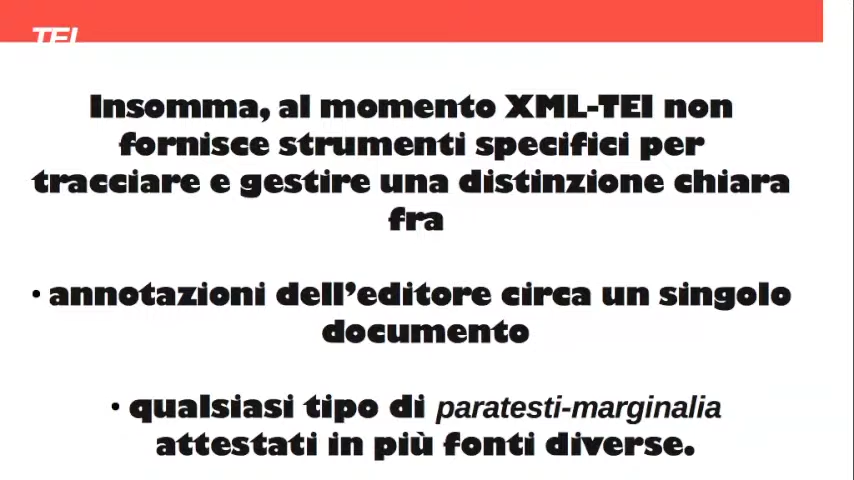 TEI
Insomma, al momento XML-TEI non
fornisce strumenti specifici per
tracciare e gestire una distinzione chiara
fra
• annotazioni dell’editore circa un singolo
documento
• qualsiasi tipo di paratesti-marginalia
attestati in più fonti diverse.